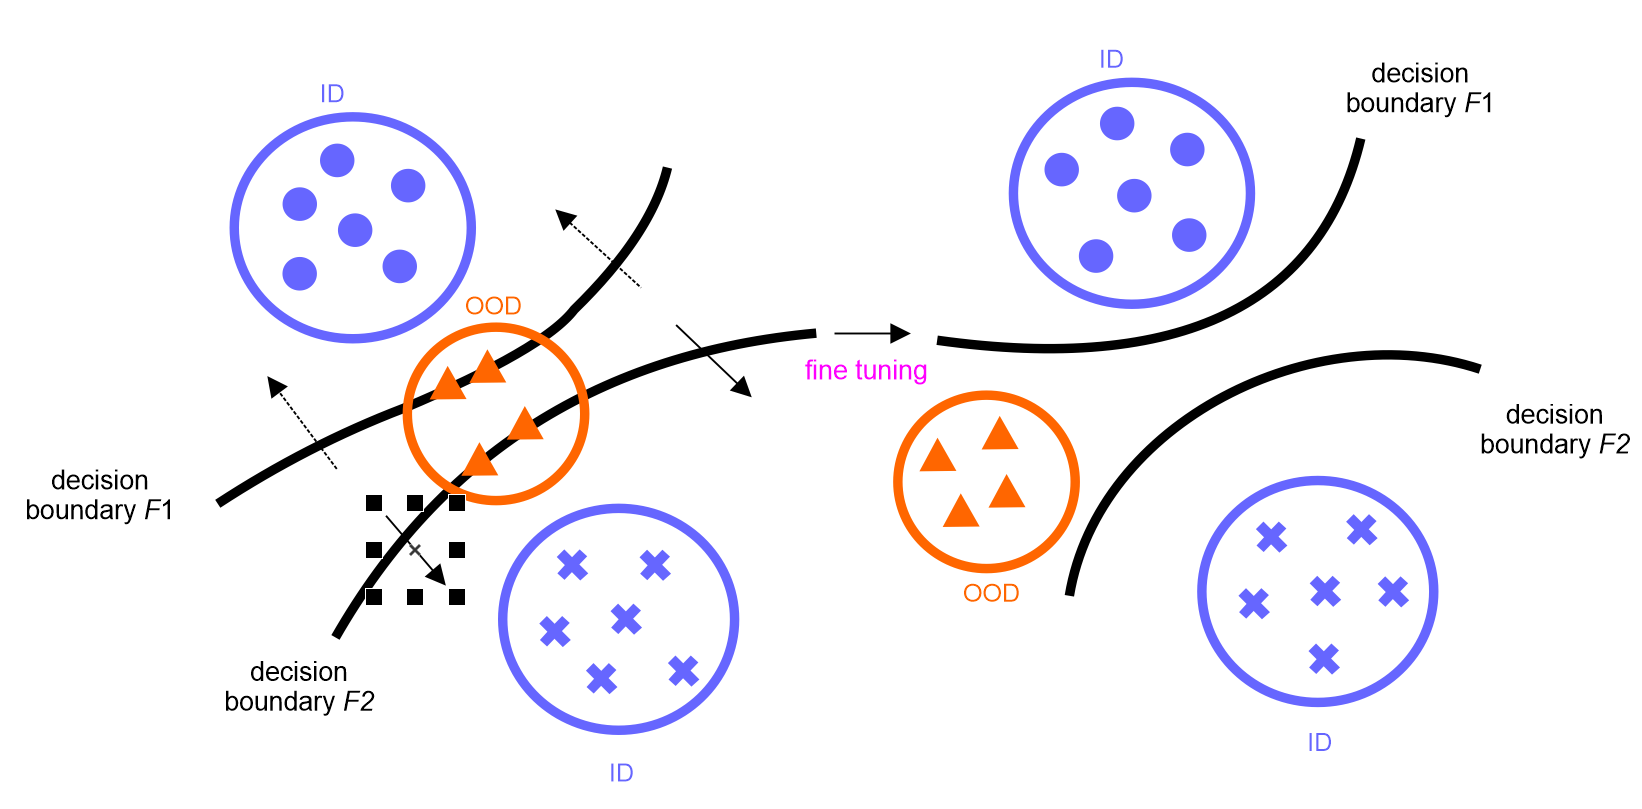 ID
OOD
decision
boundary F1
decision
boundary F2
ID
fine tuning
ID
decision
boundary F1
OOD
decision
boundary F2
ID